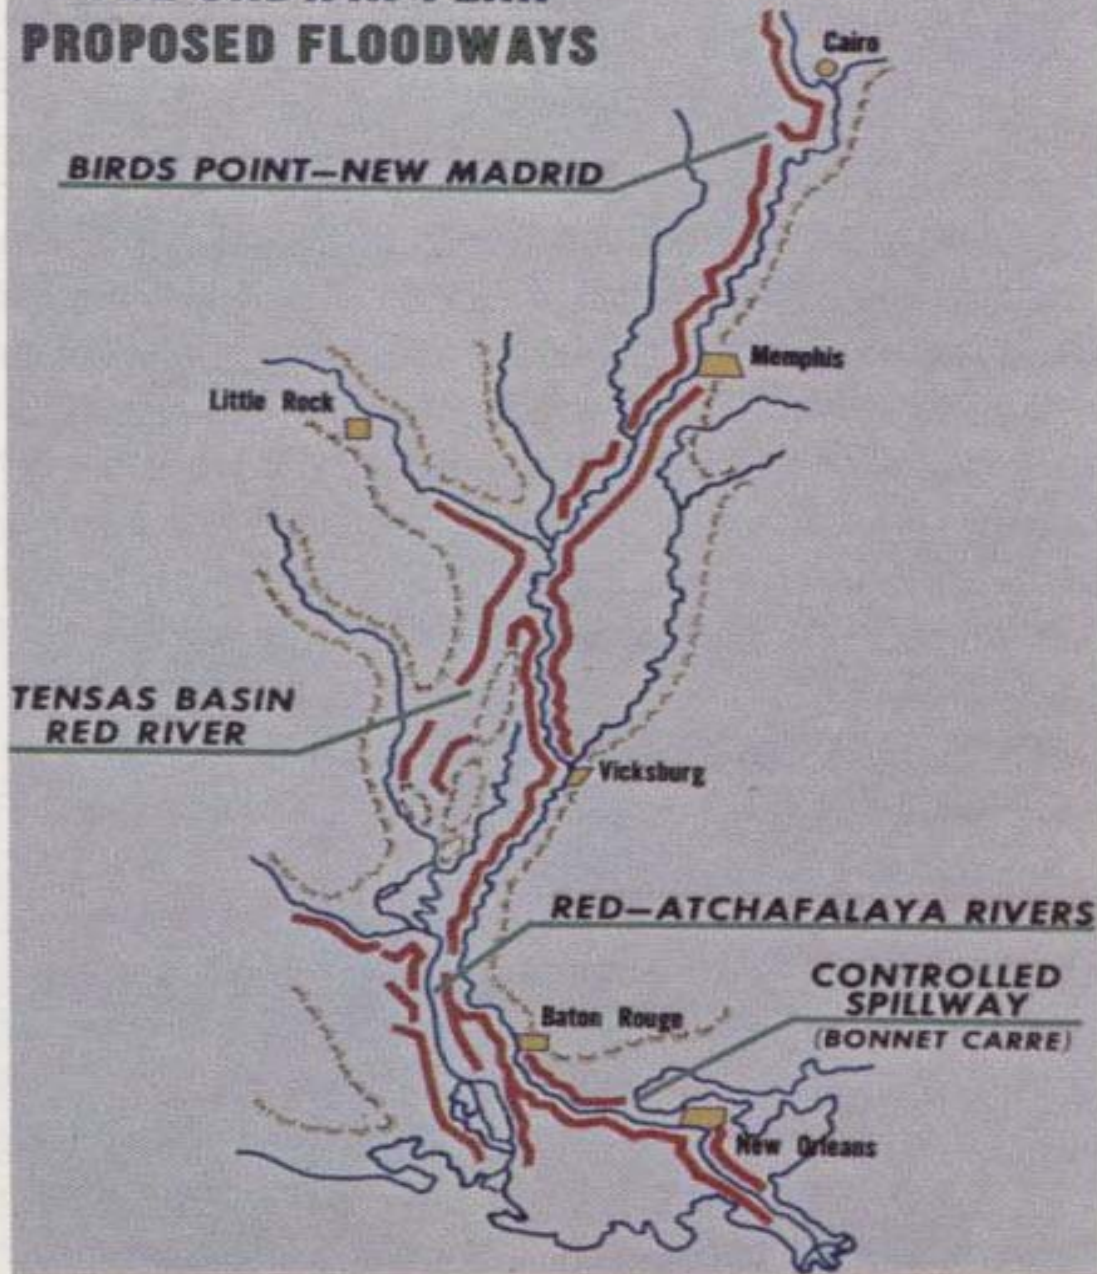 PROPOSED FLOODWAYS
Cairo
BIRDS POINT—NEW MADRID
Memphis
Little Rock
TENSAS BASIN
RED RIVER
Vicksburg
RED—ATCHAFALAYA RIVERS
CONTROLLED
SPILLWAY
(BONNET CARRE)
Baton Rouge
New Orleans